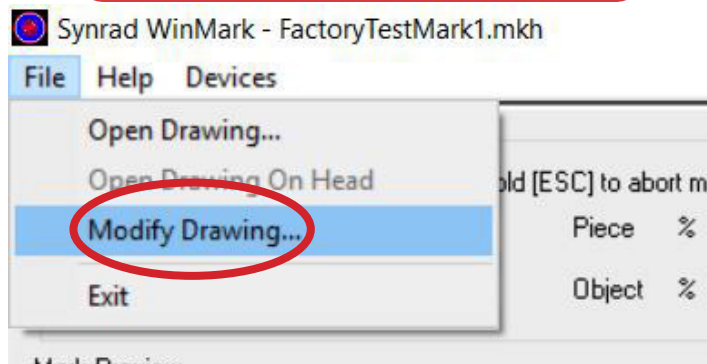 Synrad WinMark - FactoryTestMark1.mkh
File Help Devices
Open Drawing...
Open Drawing On Head
old [ESC] to abort m
Modify Drawing...
Piece %
Exit
Object %